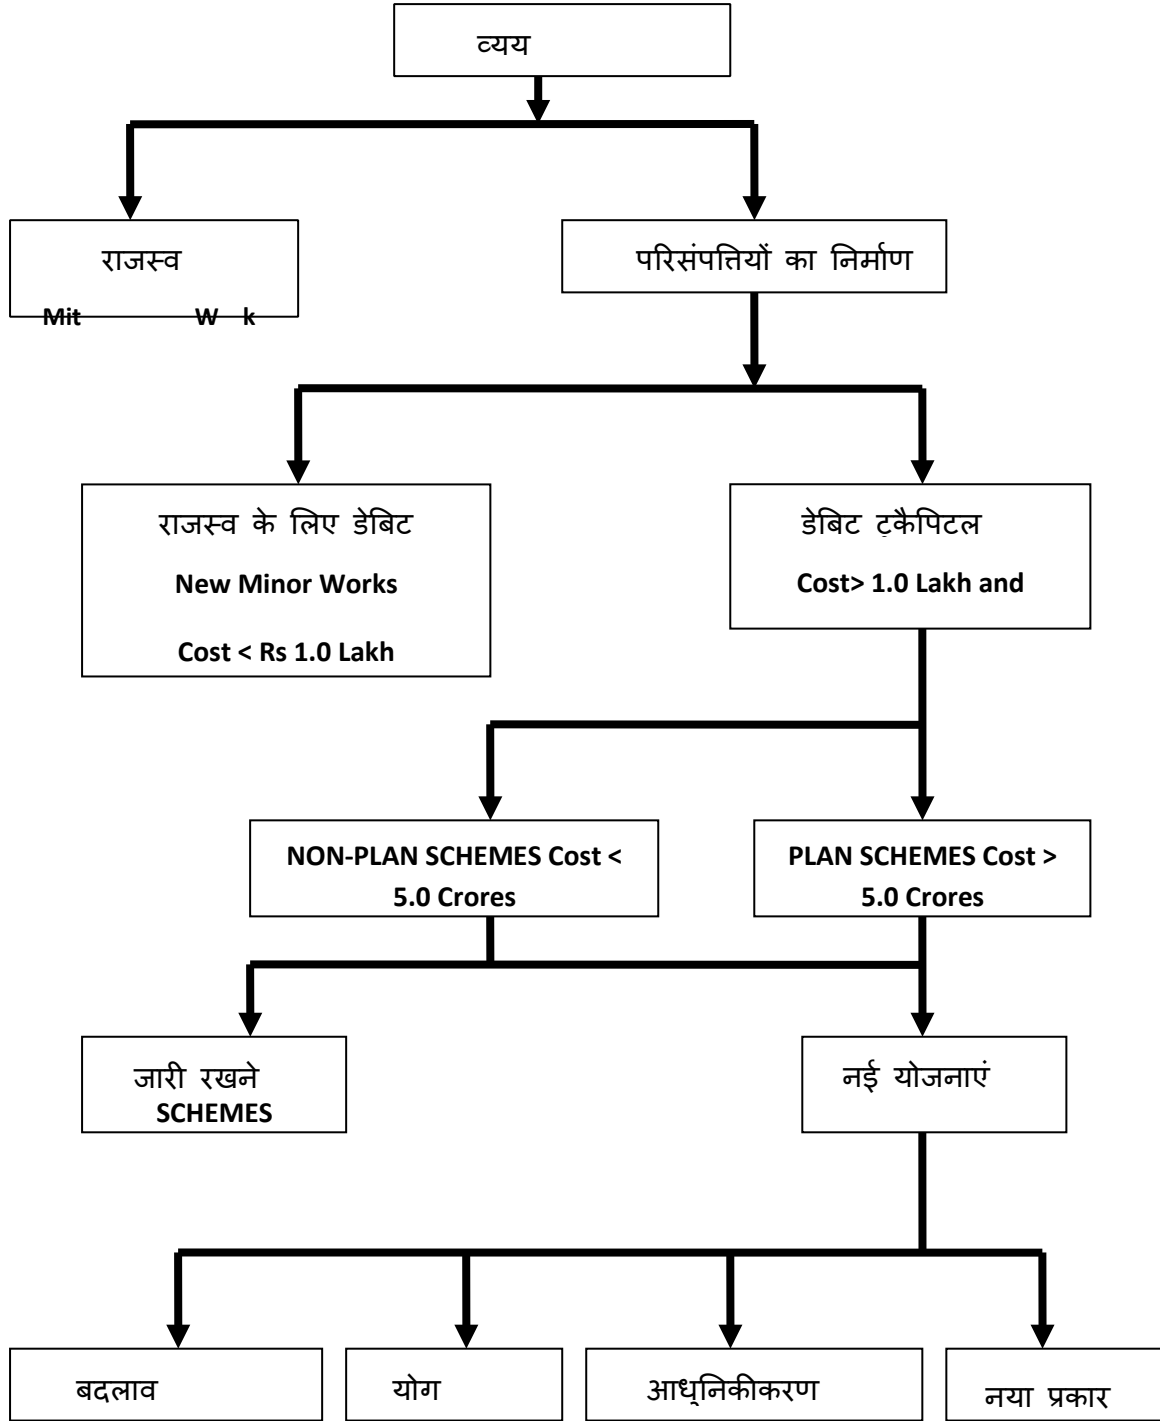 व्यय
राजस्व
परिसंपत्तियों का निर्माण
Mit W k
राजस्व के लिए डेबिट
New Minor Works
Cost < Rs 1.0 Lakh
डेबिट टूकैपिटल
Cost> 1.0 Lakh and
NON-PLAN SCHEMES Cost <
5.0 Crores
PLAN SCHEMES Cost >
5.0 Crores
जारी रखने
SCHEMES
नई योजनाएं
बदलाव
योग
आधुनिकीकरण
नया प्रकार